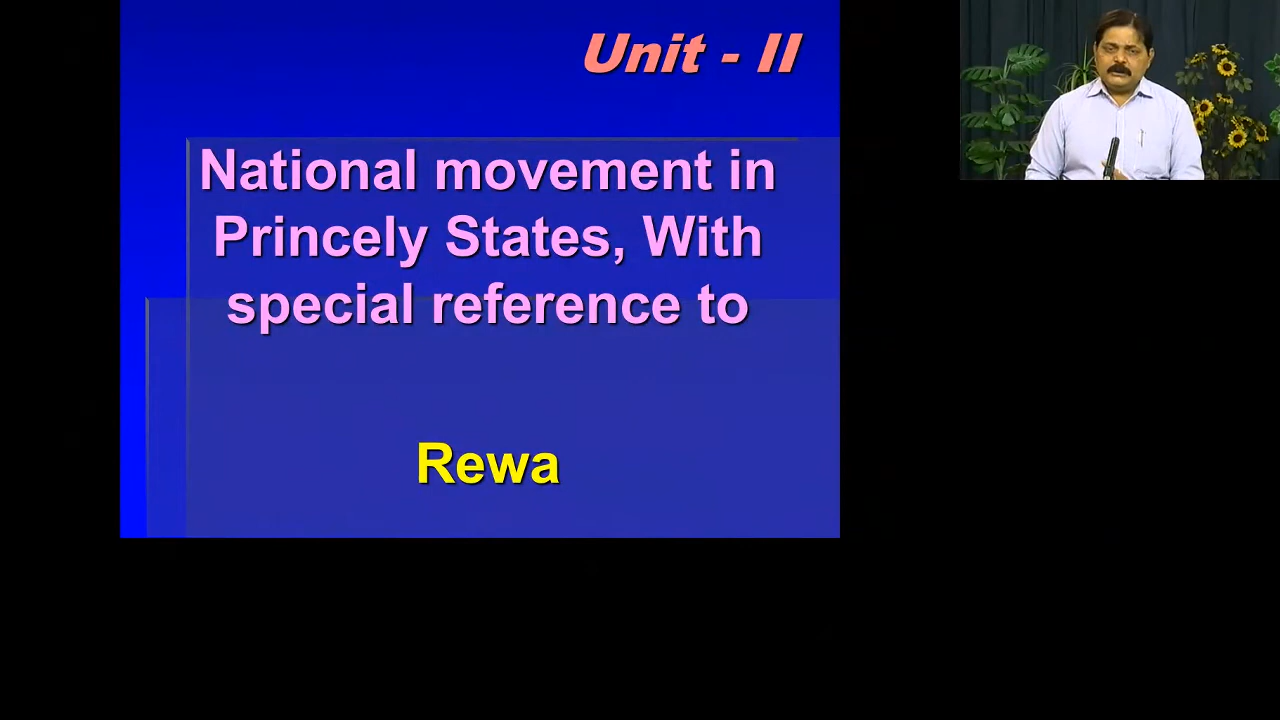 Unit - II
National movement in
Princely States, With
special reference to
Rewa